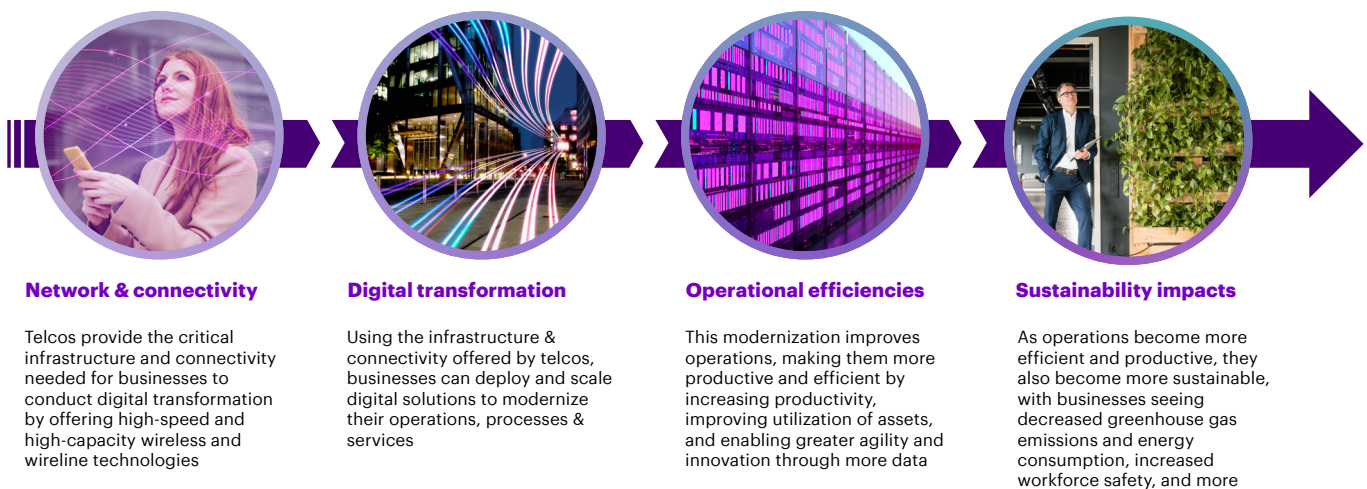 Network & connectivity
Telcos provide the critical
infrastructure and connectivity
needed for businesses to
conduct digital transformation
by offering high-speed and
high-capacity wireless and
wireline technologies
Digital transformation
Using the infrastructure &
connectivity offered by telcos,
businesses can deploy and scale
digital solutions to modernize
their operations, processes &
services
Operational efficiencies
This modernization improves
operations, making them more
productive and efficient by
increasing productivity,
improving utilization of assets,
and enabling greater agility and
innovation through more data
Sustainability impacts
As operations become more
efficient and productive, they
also become more sustainable,
with businesses seeing
decreased greenhouse gas
emissions and energy
consumption, increased
workforce safety, and more